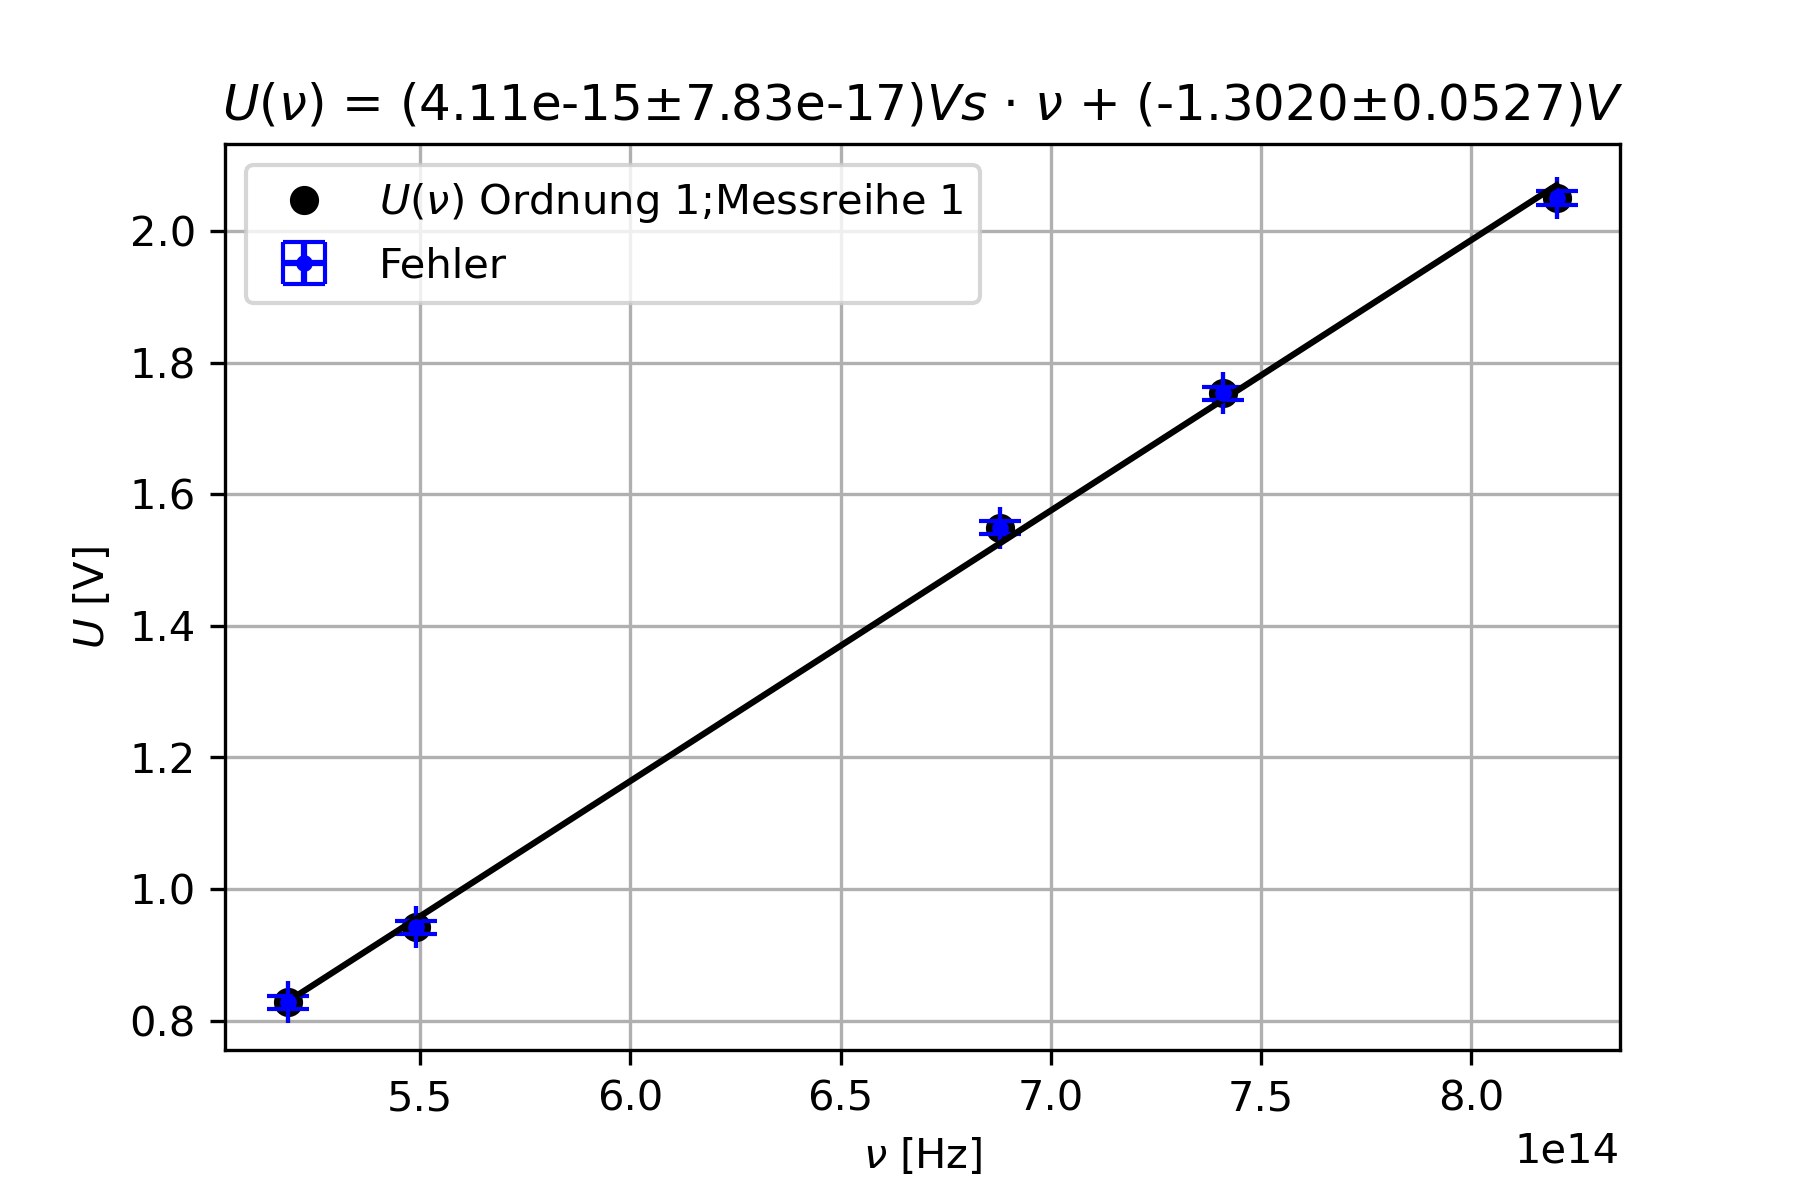 U(ν) = (4.11e-15±7.83e-17)Vs · ν + (-1.3020±0.0527)V
U(ν) Ordnung 1;Messreihe 1
Fehler
2.0
1.8
1.6
1.4
1.2
1.0
0.8
U [V]
5.5 6.0 6.5 7.0 7.5 8.0
1e14
ν [Hz]